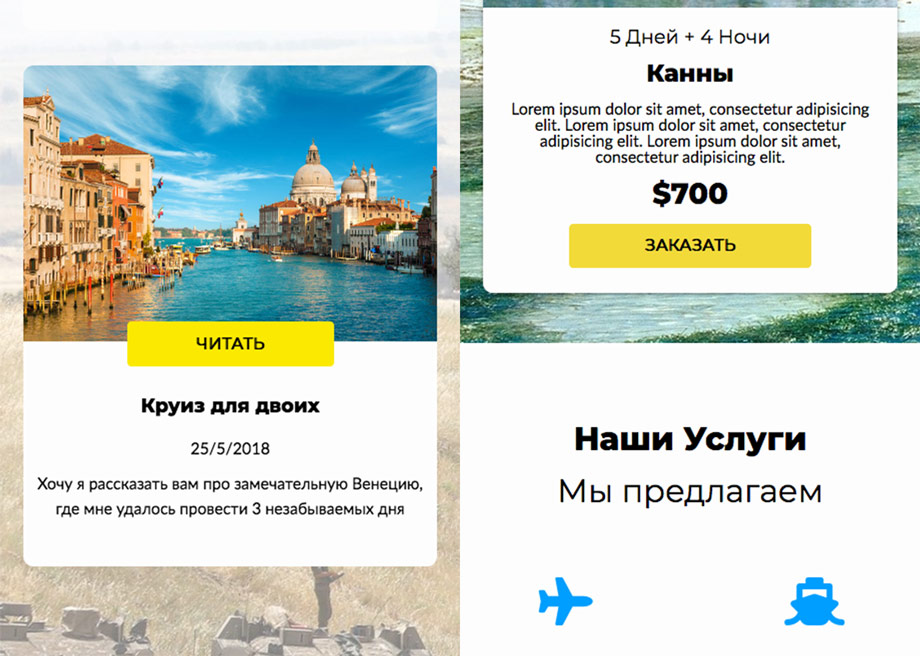 ЧИТАТЬ
Круиз для двоих
25/5/2018
Хочу я рассказать вам про замечательную Венецию,
где мне удалось провести 3 незабываемых дня
5 Дней + 4 Ночи
Канны
Lorem ipsum dolor sit amet, consectetur adipisicing
elit. Lorem ipsum dolor sit amet, consectetur
adipisicing elit. Lorem ipsum dolor sit amet,
consectetur adipisicing elit.
$700
ЗАКАЗАТЬ
Наши Услуги
Мы предлагаем